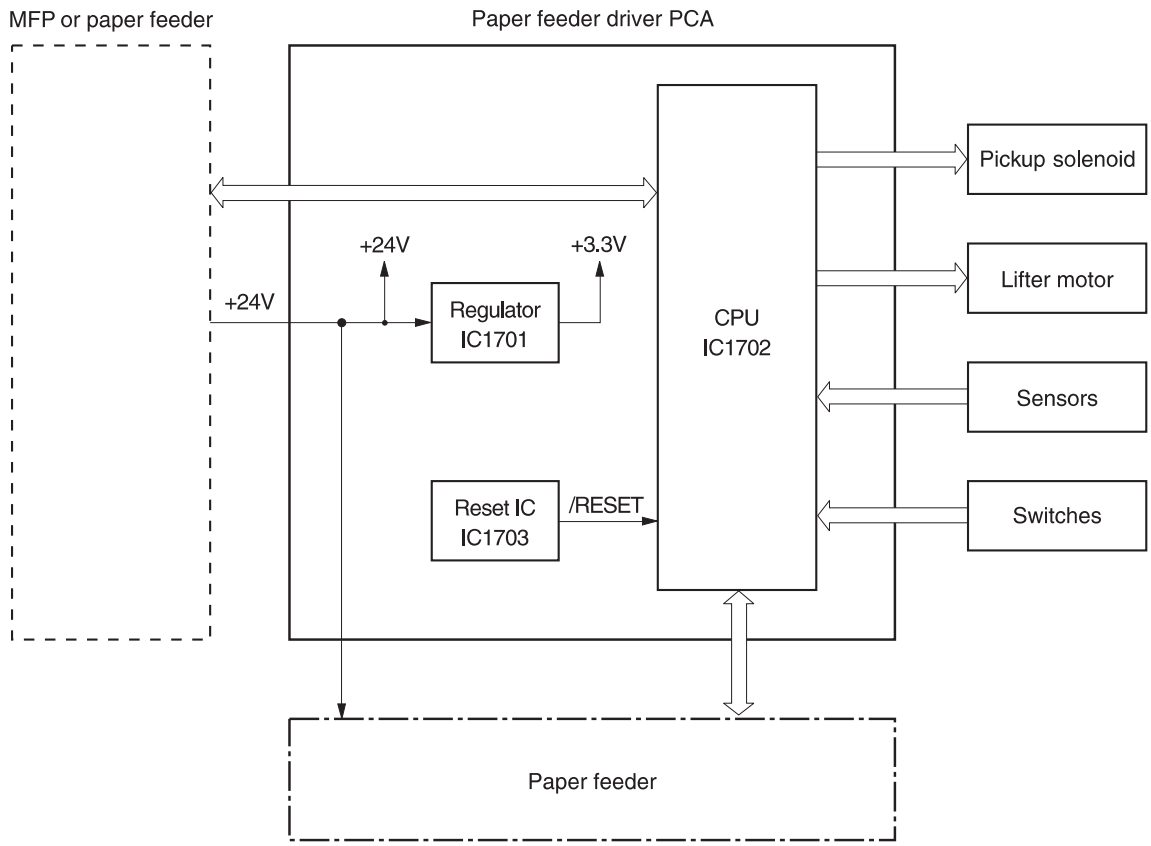 MFP or paper feeder
Paper feeder driver PCA
Pickup solenoid
+24V
+3.3V
+24V
Regulator
IC1701
CPU
IC1702
Lifter motor
Sensors
Reset IC
IC1703
/RESET
Switches
Paper feeder